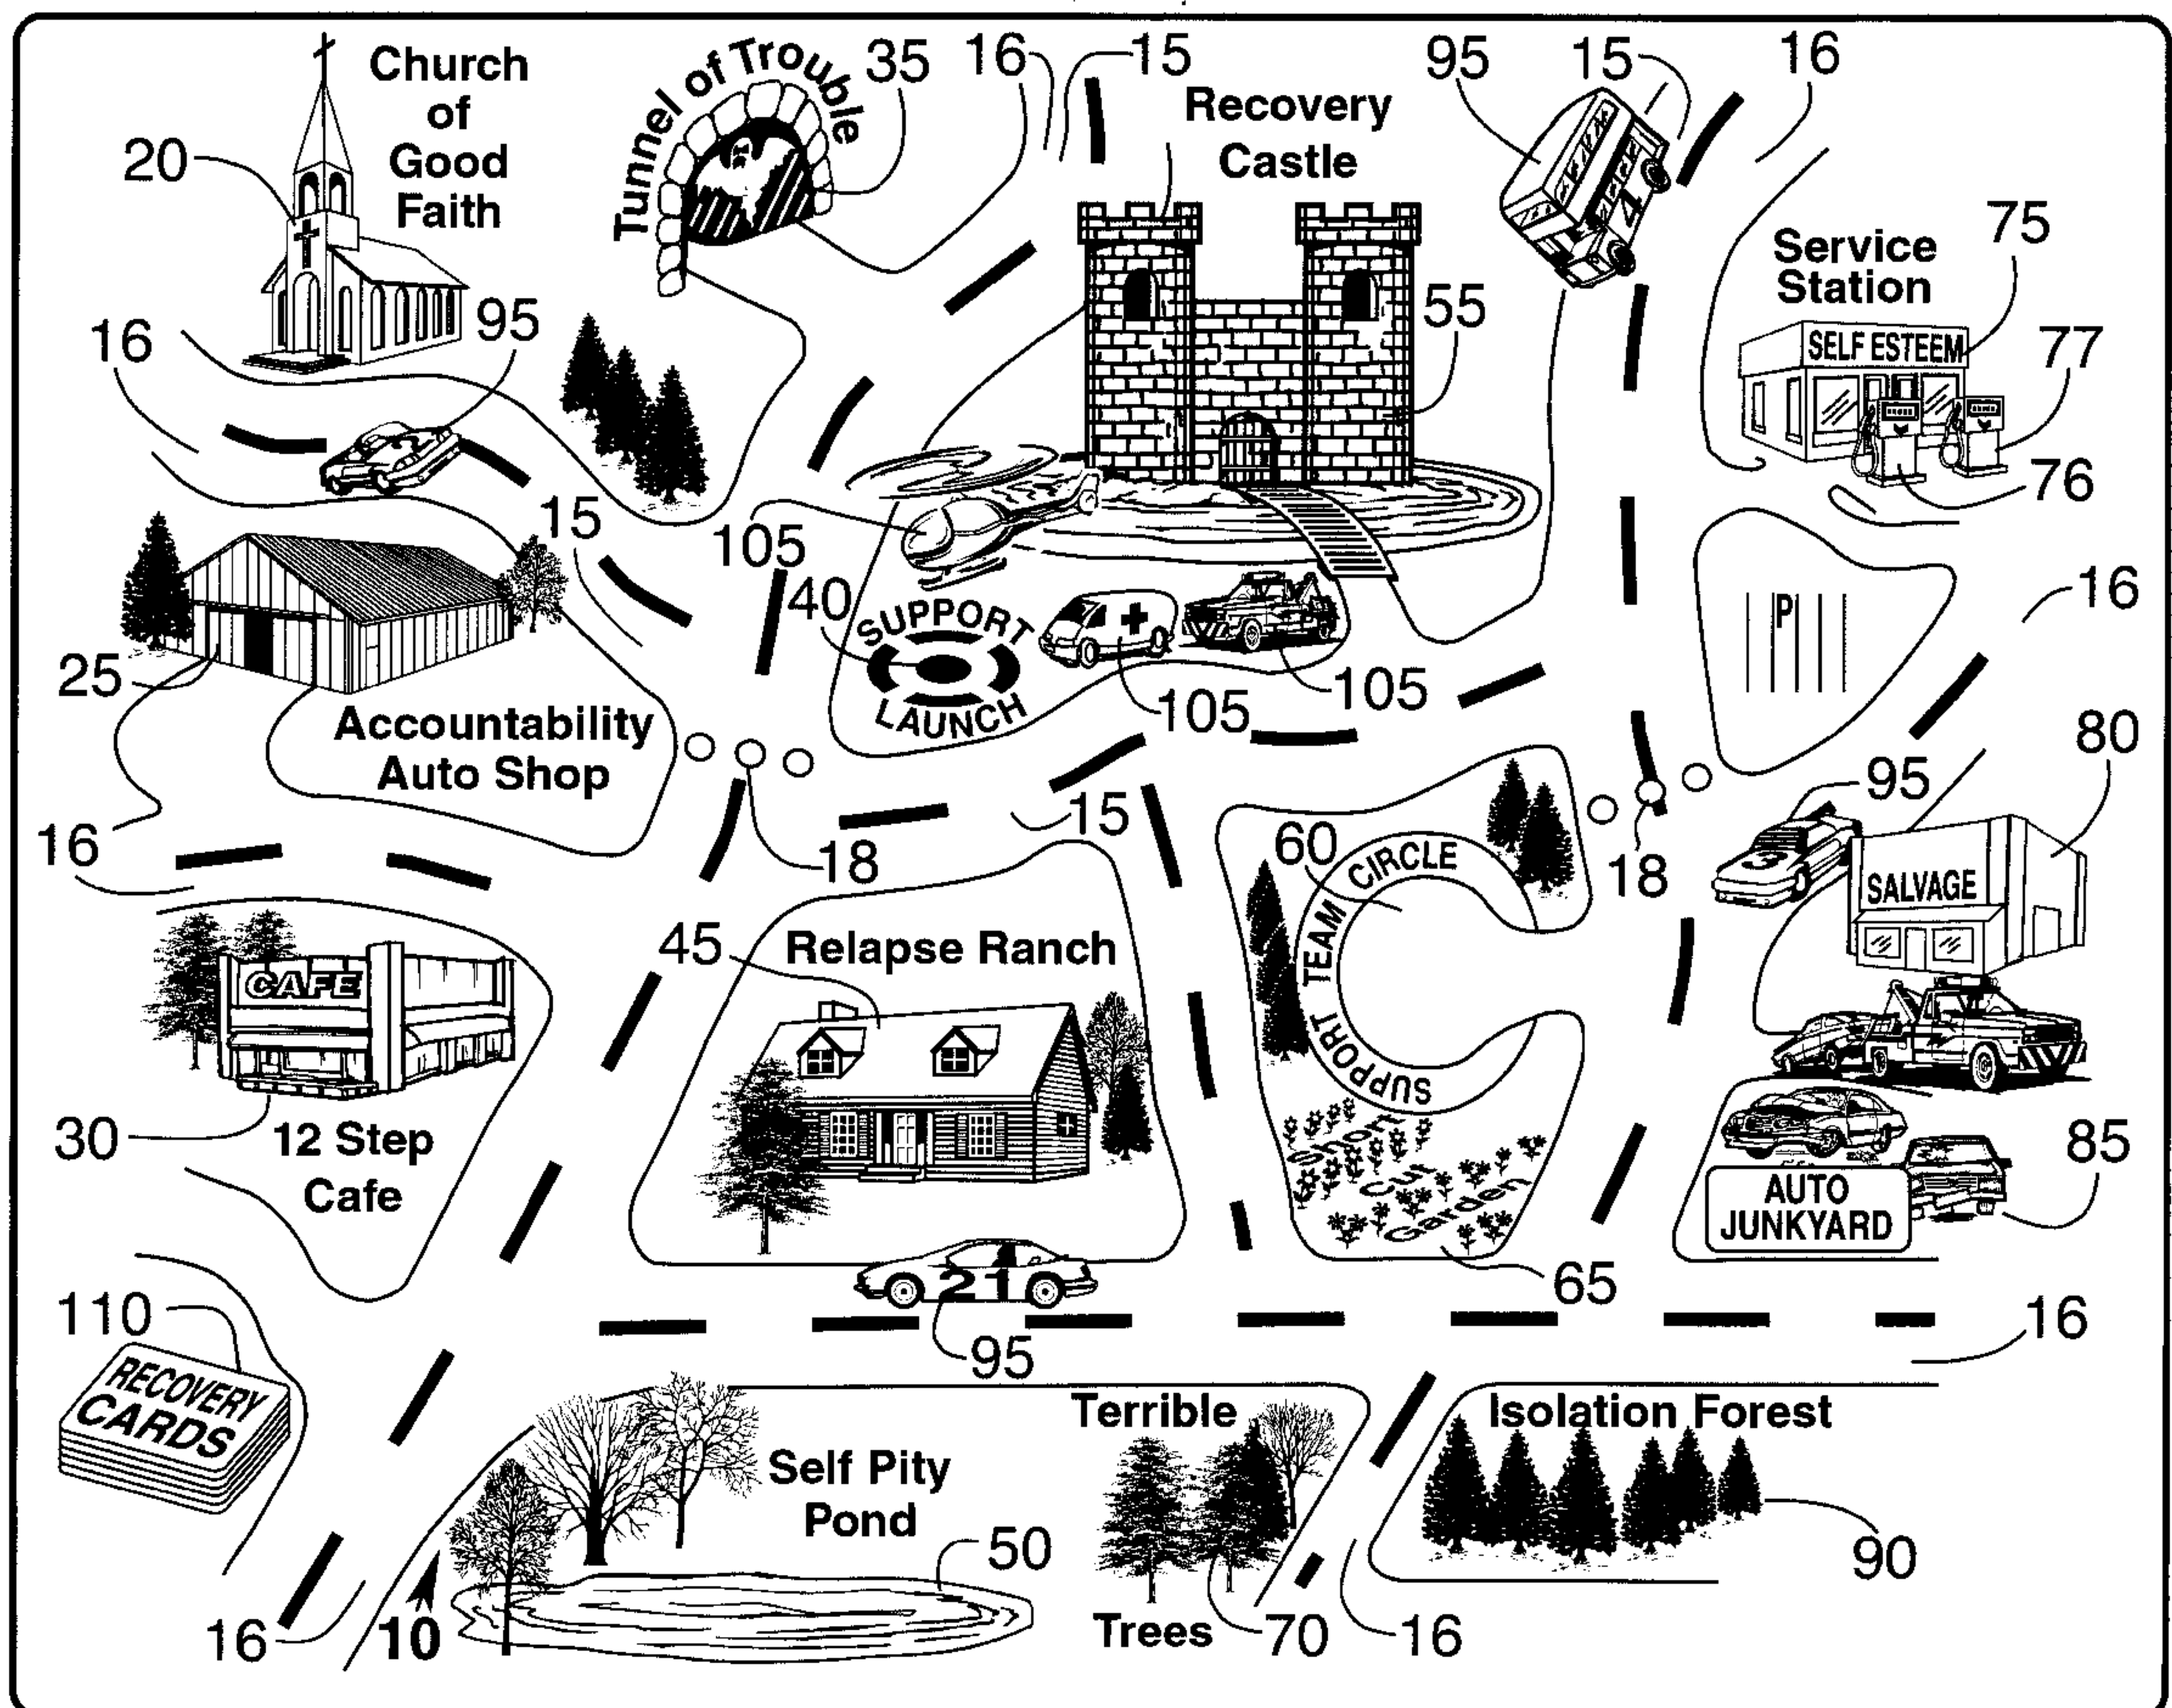 Church
of
Good
Faith
20
Tunnel of Trouble
35
16
15
Recovery
Castle
95
15
16
4
Service
Station
75
SELF ESTEEM
77
76
55
16
95
15
105
40
SUPPORT
LAUNCH
105
105
P
16
25
Accountability
Auto Shop
16
18
15
60
SUPPORT TEAM CIRCLE
18
95
3
80
SALVAGE
CAFE
30
12 Step
Cafe
45
Relapse Ranch
Short
Cut
Garden
65
AUTO
JUNKYARD
85
21
95
16
110
RECOVERY
CARDS
16
10
Self Pity
Pond
50
Terrible
Trees
70
16
Isolation Forest
90